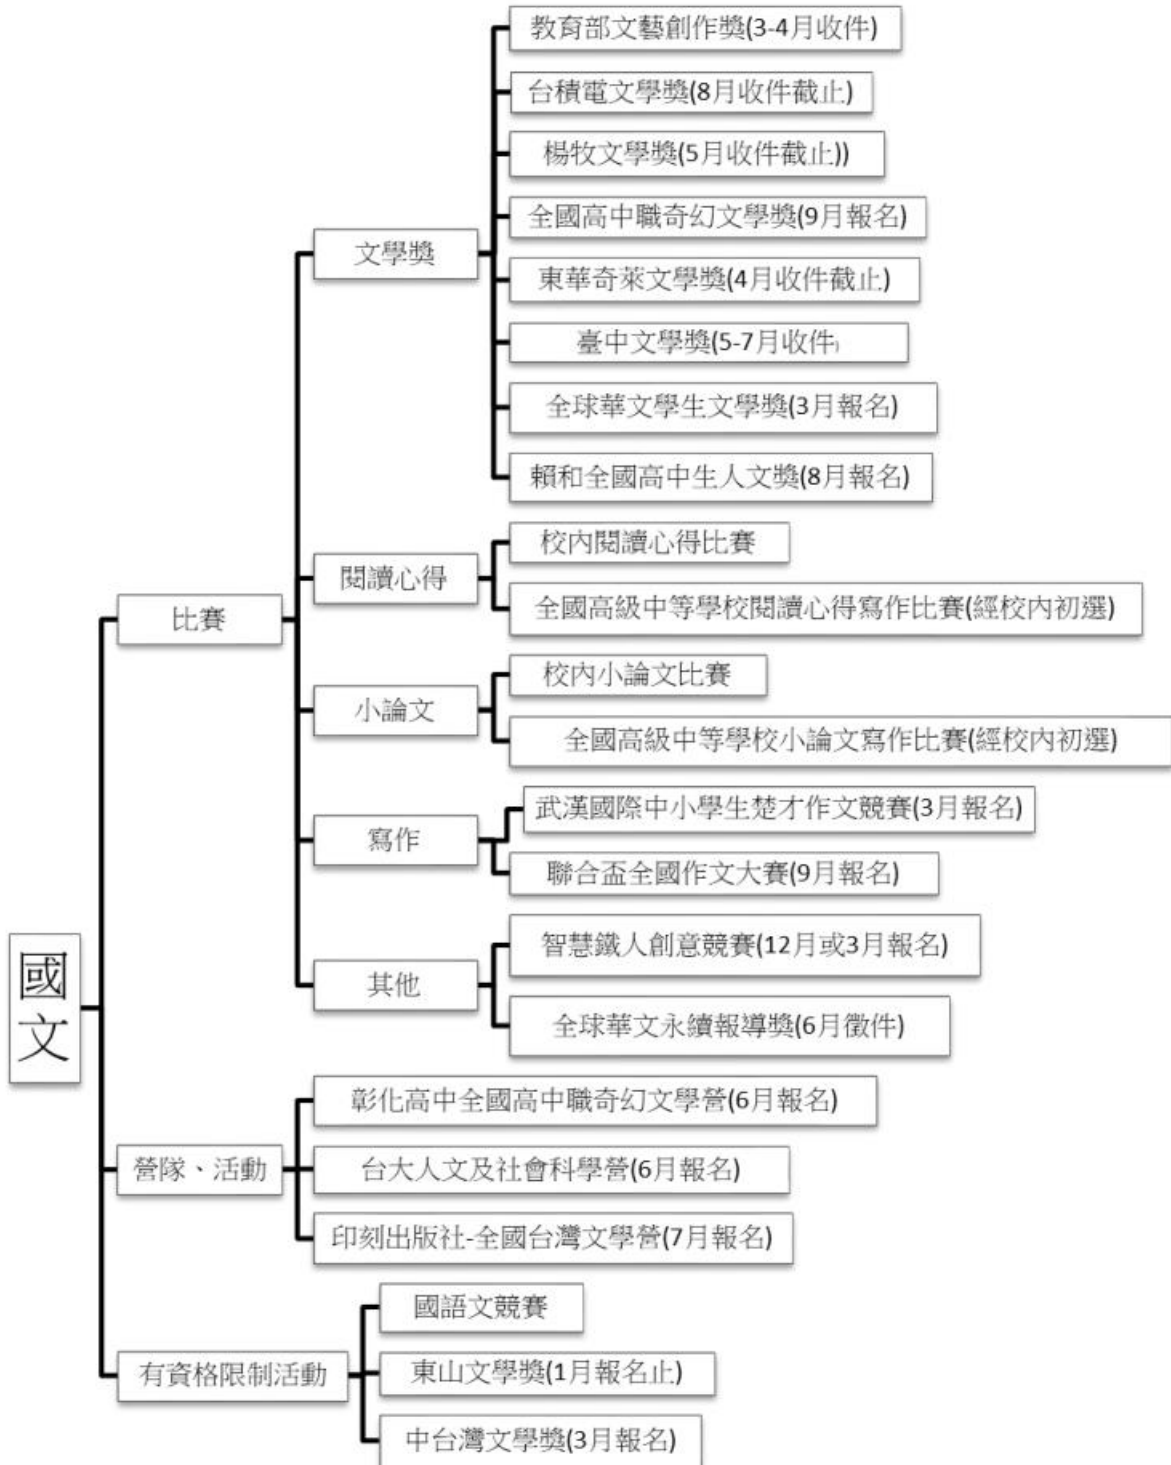 國文
比賽
文學獎
教育部文藝創作獎(3-4月收件)
台積電文學獎(8月收件截止)
楊牧文學獎(5月收件截止))
全國高中職奇幻文學獎(9月報名)
東華奇萊文學獎(4月收件截止)
臺中文學獎(5-7月收件)
全球華文學生文學獎(3月報名)
賴和全國高中生人文獎(8月報名)
閱讀心得
校內閱讀心得比賽
全國高級中等學校閱讀心得寫作比賽(經校內初選)
小論文
校內小論文比賽
全國高級中等學校小論文寫作比賽(經校內初選)
寫作
武漢國際中小學生楚才作文競賽(3月報名)
聯合盃全國作文大賽(9月報名)
其他
智慧鐵人創意競賽(12月或3月報名)
全球華文永續報導獎(6月徵件)
營隊、活動
彰化高中全國高中職奇幻文學營(6月報名)
台大人文及社會科學營(6月報名)
印刻出版社-全國台灣文學營(7月報名)
有資格限制活動
國語文競賽
東山文學獎(1月報名止)
中台灣文學獎(3月報名)